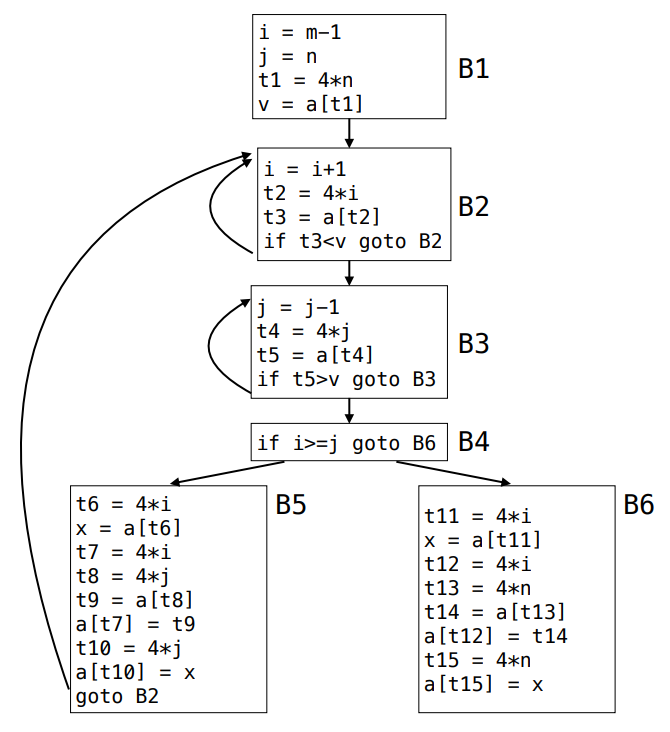 i = m-1
j = n
t1 = 4*n
v = a[t1]
B1
i = i+1
t2 = 4*i
t3 = a[t2]
if t3<v goto B2
B2
j = j-1
t4 = 4*j
t5 = a[t4]
if t5>v goto B3
B3
if i>=j goto B6
B4
t6 = 4*i
x = a[t6]
t7 = 4*i
t8 = 4*j
t9 = a[t8]
a[t7] = t9
t10 = 4*j
a[t10] = x
goto B2
B5
t11 = 4*i
x = a[t11]
t12 = 4*i
t13 = 4*n
t14 = a[t13]
a[t12] = t14
t15 = 4*n
a[t15] = x
B6